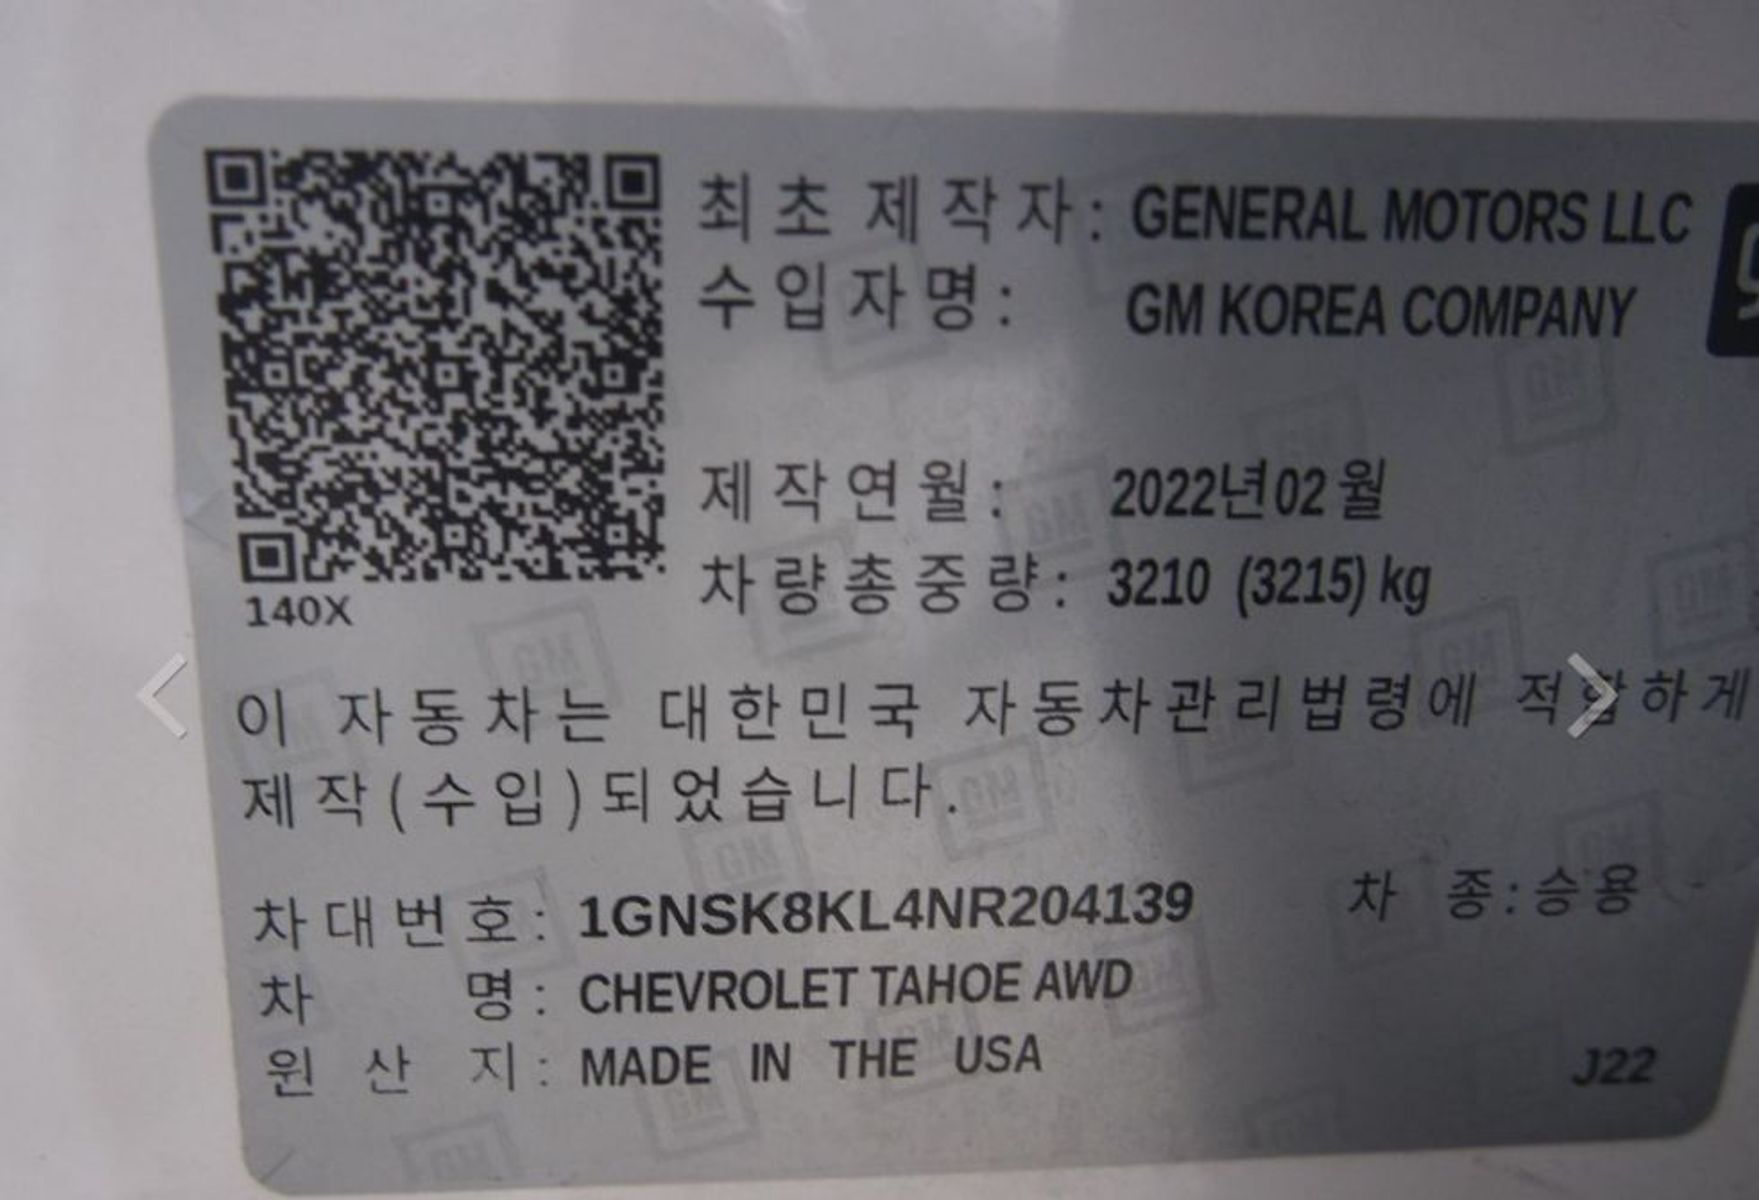 최초 제작자: GENERAL MOTORS LLC
수입자명: GM KOREA COMPANY
제작연월: 2022년 02월
차량총중량: 3210 (3215) kg
140X
이 자동차는 대한민국 자동차관리법령에 적합하게
제작(수입)되었습니다.
차대번호: 1GNSK8KL4NR204139 차 종:승용
차 명: CHEVROLET TAHOE AWD
원 산 지: MADE IN THE USA
J22